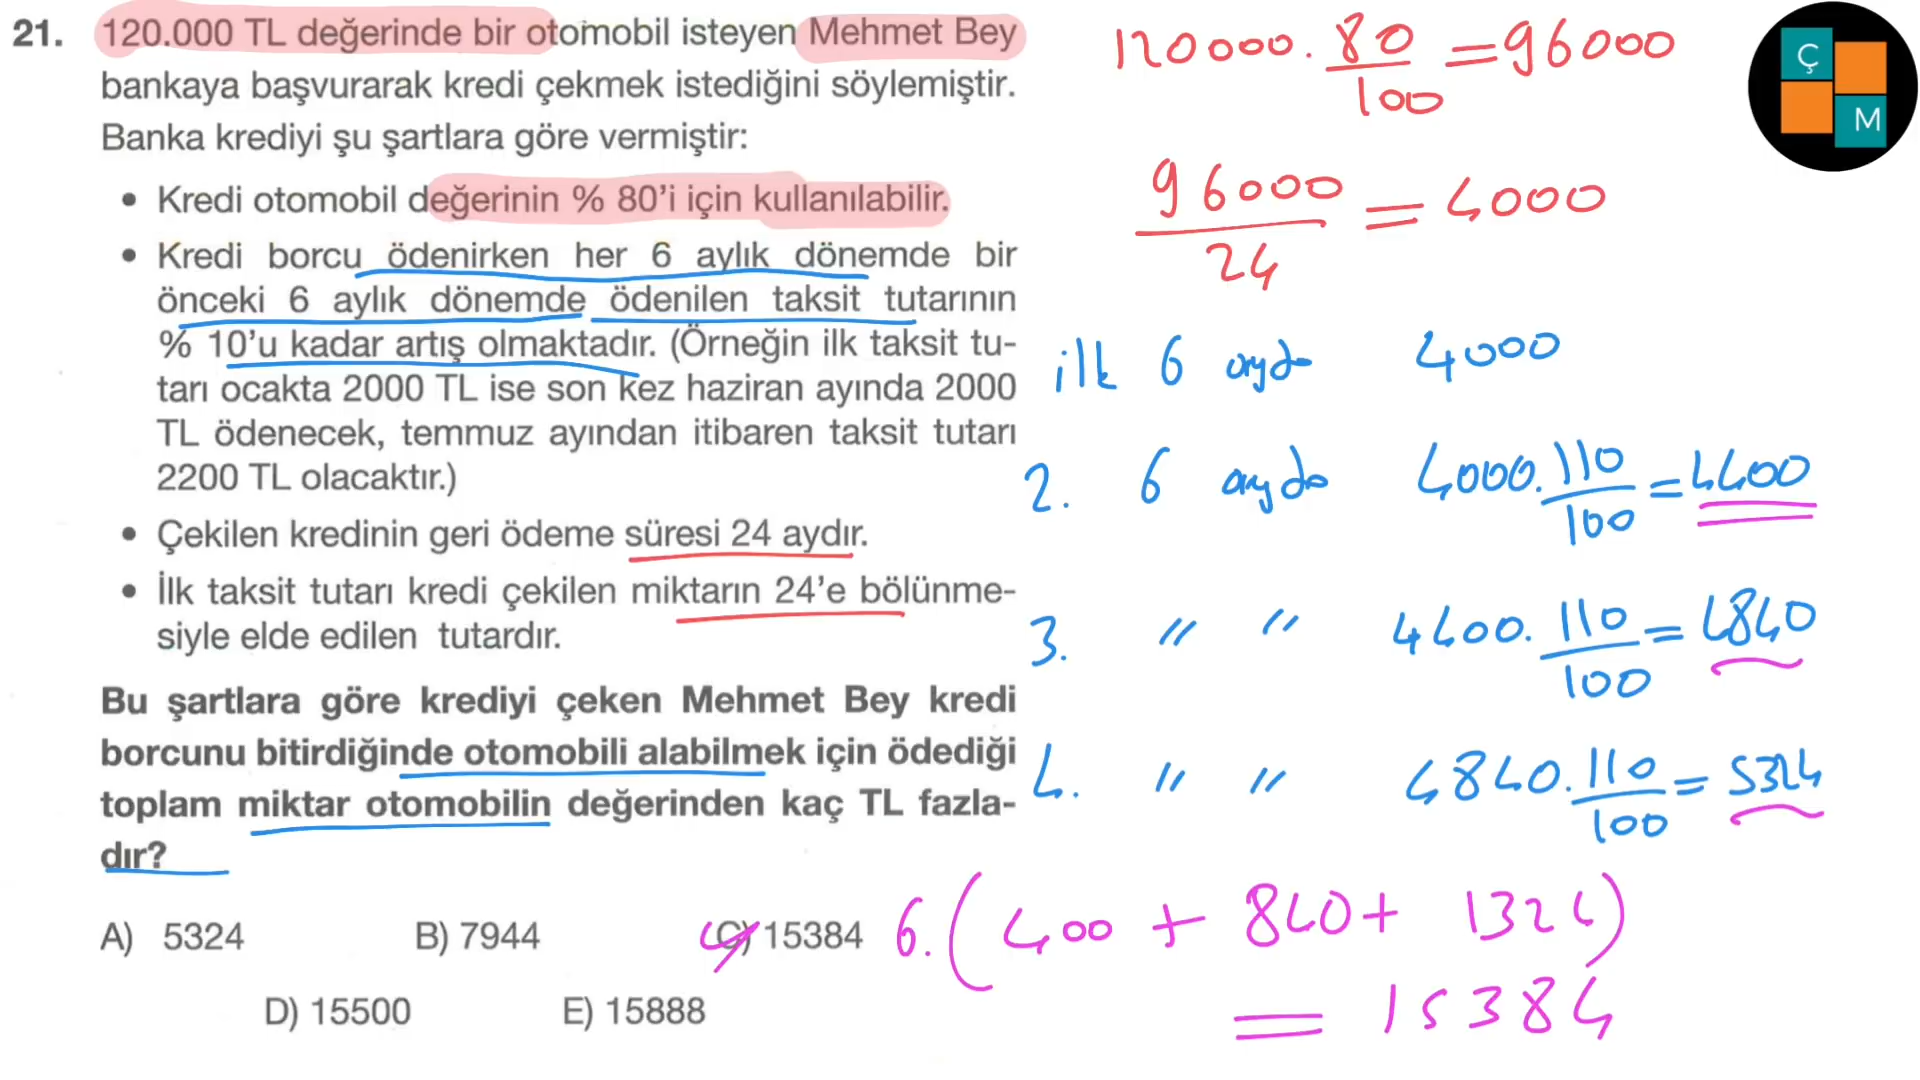 21. 120.000 TL değerinde bir otomobil isteyen Mehmet Bey
bankaya başvurarak kredi çekmek istediğini söylemiştir.
Banka krediyi şu şartlara göre vermiştir:
• Kredi otomobil değerinin % 80'i için kullanılabilir.
• Kredi borcu ödenirken her 6 aylık dönemde bir
önceki 6 aylık dönemde ödenilen taksit tutarının
% 10'u kadar artış olmaktadır. (Örneğin ilk taksit tu-
tarı ocakta 2000 TL ise son kez haziran ayında 2000
TL ödenecek, temmuz ayından itibaren taksit tutarı
2200 TL olacaktır.)
• Çekilen kredinin geri ödeme süresi 24 aydır.
• İlk taksit tutarı kredi çekilen miktarın 24'e bölünme-
siyle elde edilen tutardır.
Bu şartlara göre krediyi çeken Mehmet Bey kredi
borcunu bitirdiğinde otomobili alabilmek için ödediği
toplam miktar otomobilin değerinden kaç TL fazla-
dır?
A) 5324 B) 7944 C) 15384
D) 15500 E) 15888
120000. 80/100 = 96000
96000/24 = 4000
ilk 6 ayda 4000
2. 6 ayda 4000. 110/100 = 4400
3. " " 4400. 110/100 = 4840
4. " " 4840. 110/100 = 5324
6. (400 + 840 + 1324)
= 15384
Ç
M